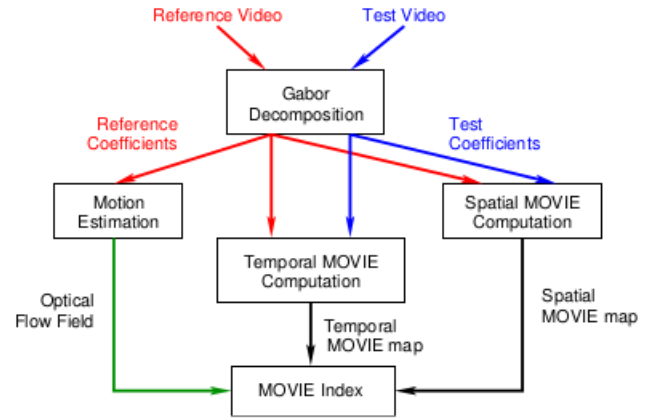 Reference Video
Test Video
Gabor
Decomposition
Reference
Coefficients
Test
Coefficients
Motion
Estimation
Spatial MOVIE
Computation
Temporal MOVIE
Computation
Optical
Flow Field
Temporal
MOVIE map
Spatial
MOVIE map
MOVIE Index